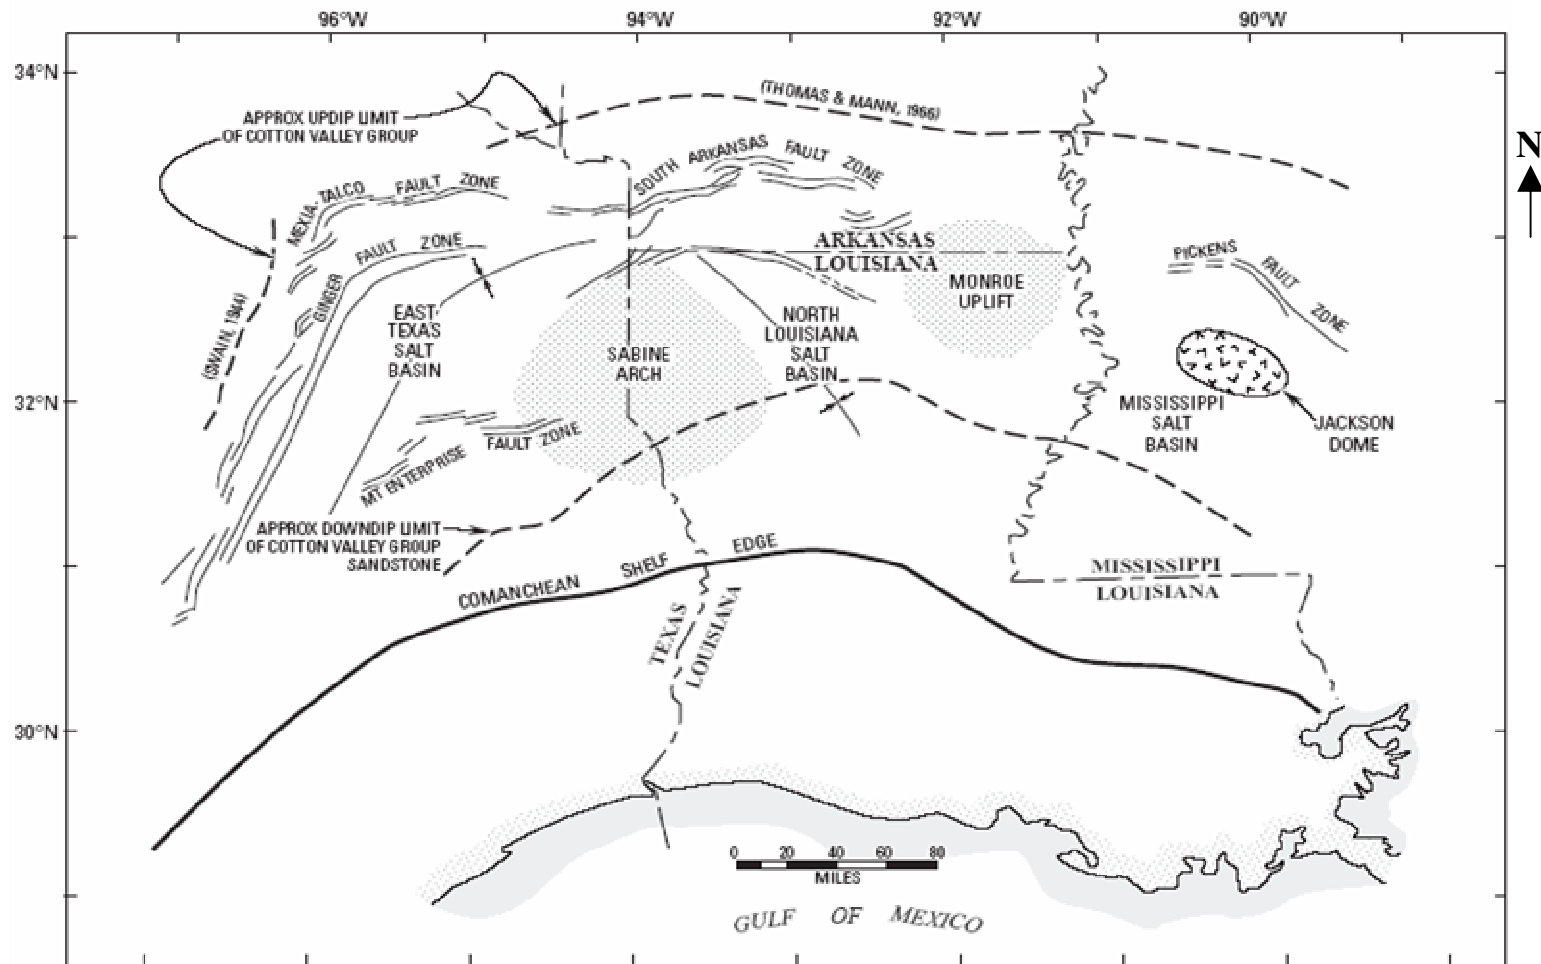 96°W
94°W
92°W
90°W
34°N
(THOMAS & MANN, 1966)
APPROX UPDIP LIMIT
OF COTTON VALLEY GROUP
N
SOUTH ARKANSAS FAULT ZONE
MEXIA-TALCO FAULT ZONE
GINGER FAULT ZONE
ARKANSAS
LOUISIANA
PICKENS FAULT ZONE
MONROE
UPLIFT
(SWAIN, 1944)
EAST
TEXAS
SALT
BASIN
NORTH
LOUISIANA
SALT
BASIN
SABINE
ARCH
32°N
MISSISSIPPI
SALT
BASIN
JACKSON
DOME
MT ENTERPRISE FAULT ZONE
APPROX DOWNDIP LIMIT
OF COTTON VALLEY GROUP
SANDSTONE
COMANCHEAN SHELF EDGE
MISSISSIPPI
LOUISIANA
TEXAS
LOUISIANA
30°N
0 20 40 60 80
MILES
GULF OF MEXICO